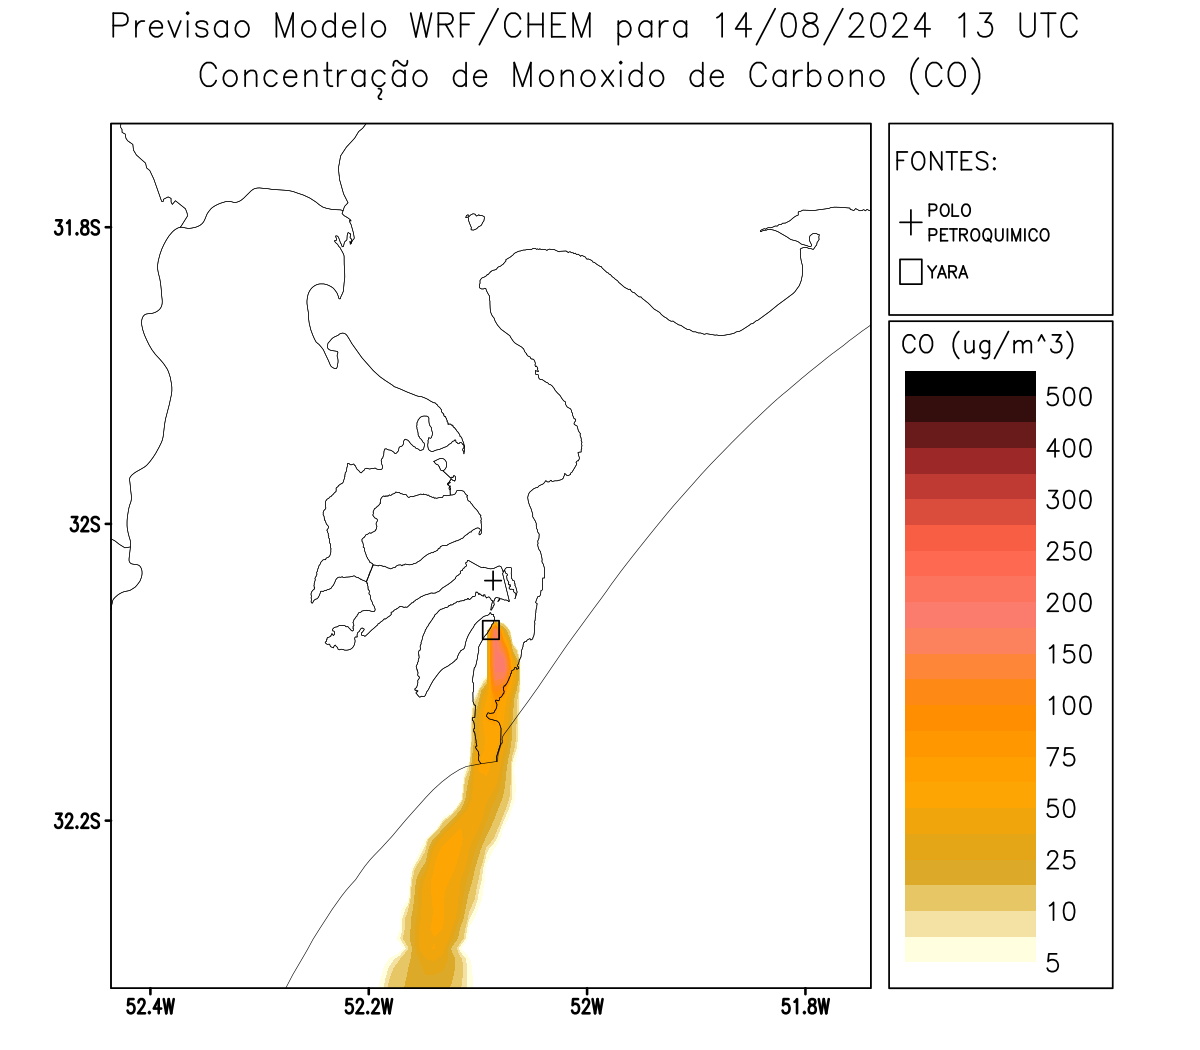 Previsao Modelo WRF/CHEM para 14/08/2024 13 UTC
Concentração de Monoxido de Carbono (CO)
FONTES:
POLO
PETROQUIMICO
YARA
CO (ug/m^3)
500
400
300
250
200
150
100
75
50
25
10
5
31.8S
32S
32.2S
52.4W
52.2W
52W
51.8W